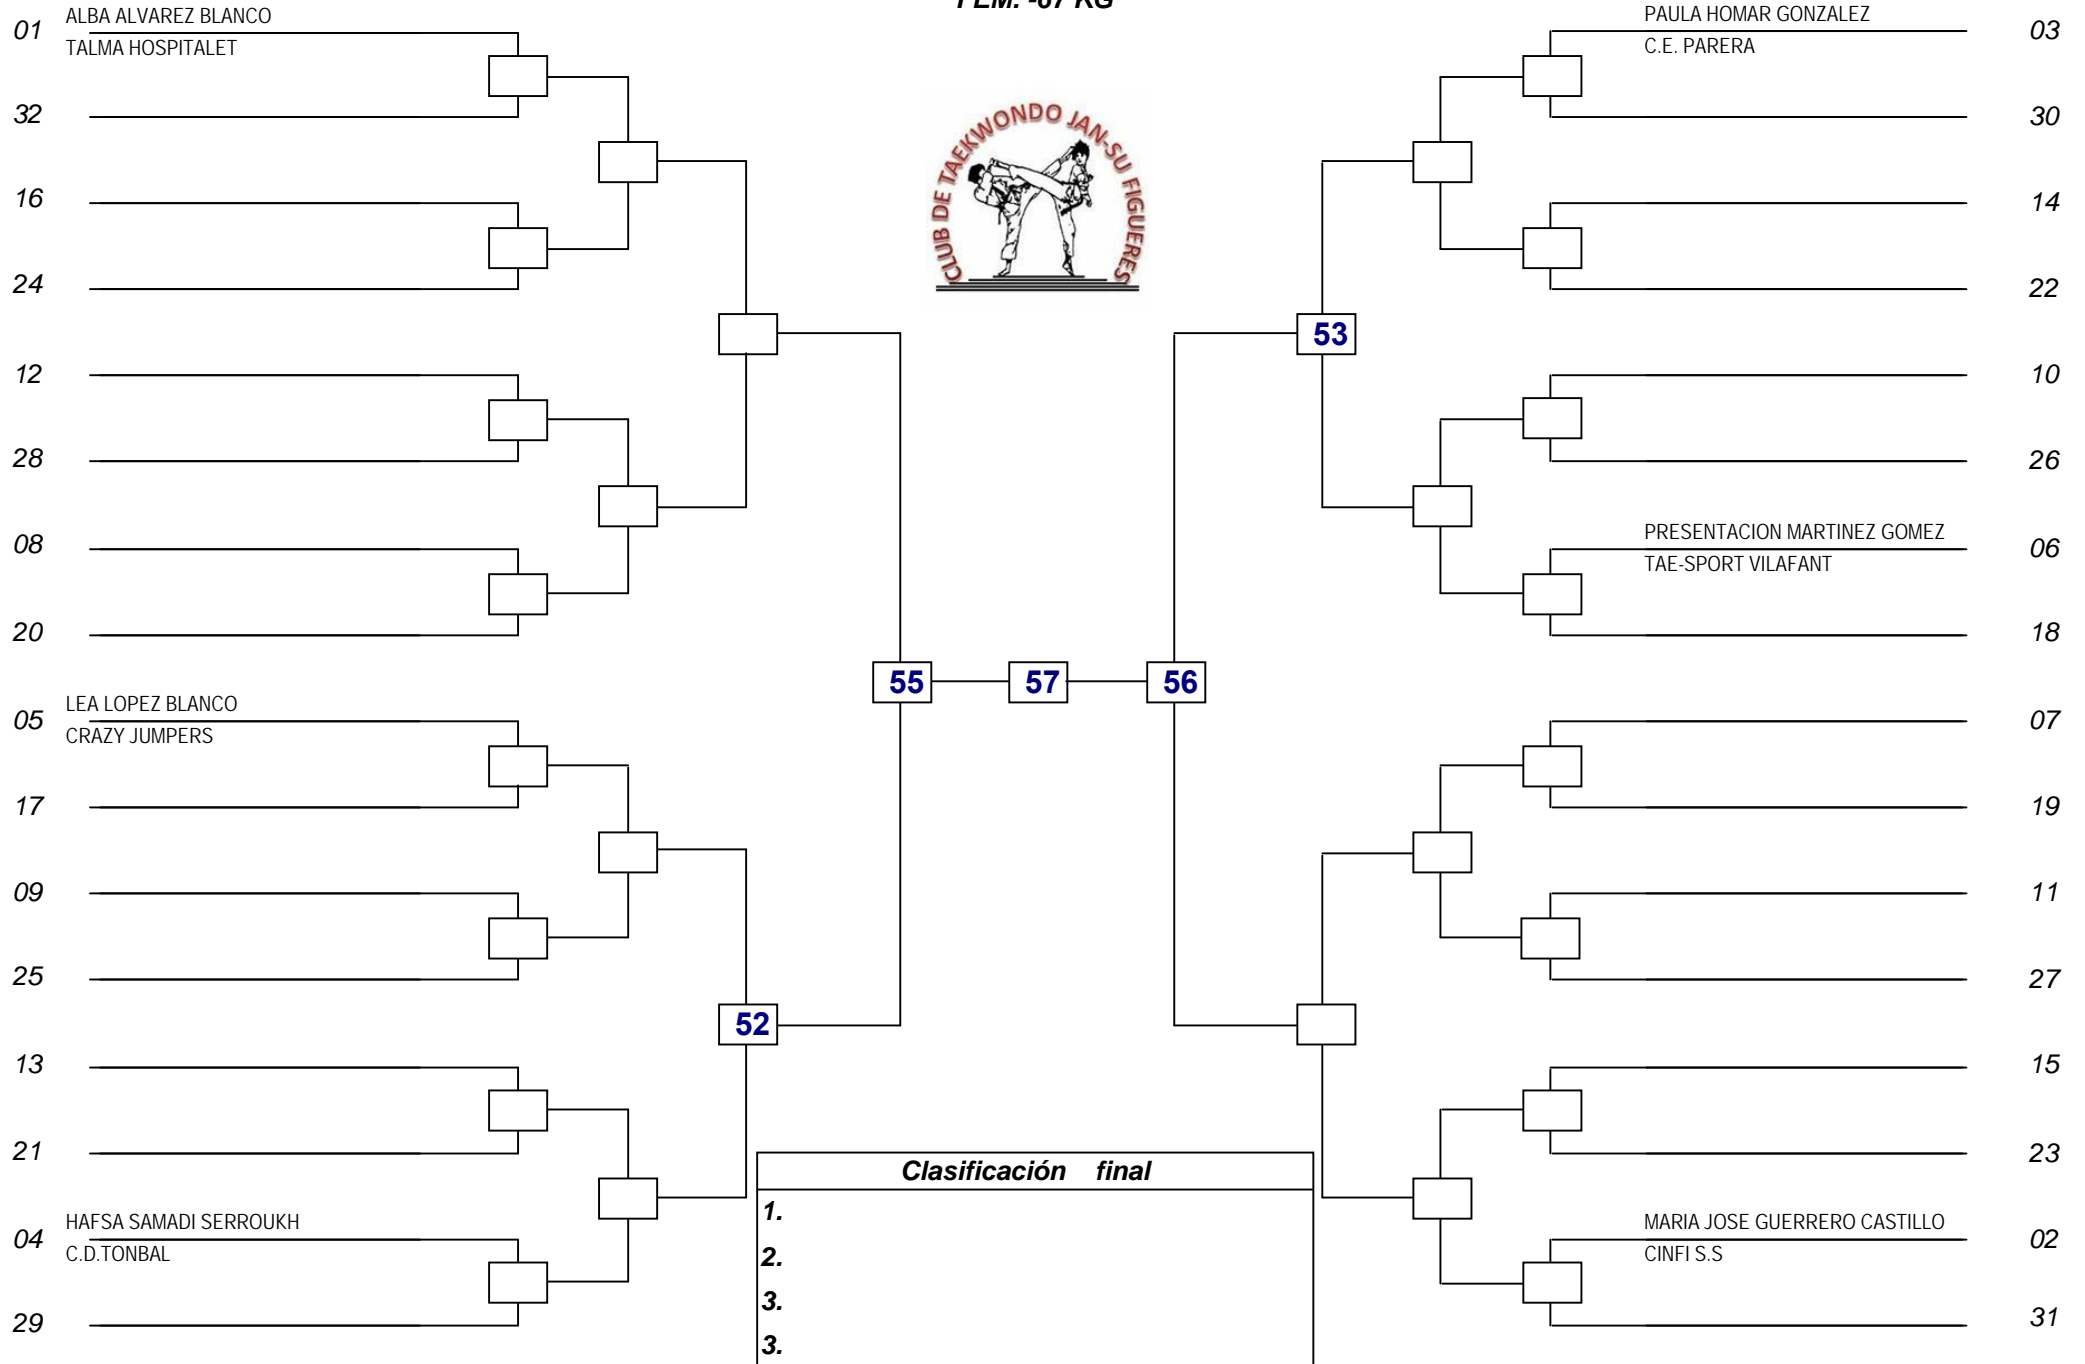 FEM. -67 KG
01 ALBA ALVAREZ BLANCO
TALMA HOSPITALET
32
16
24
12
28
08
20
05 LEA LOPEZ BLANCO
CRAZY JUMPERS
17
09
25
13
21
04 HAFSA SAMADI SERROUKH
C.D.TONBAL
29
CLUB DE TAEKWONDO JAN-SU FIGUERES
52
55
57
56
53
PAULA HOMAR GONZALEZ 03
C.E. PARERA
30
14
22
10
26
PRESENTACION MARTINEZ GOMEZ 06
TAE-SPORT VILAFANT
18
07
19
11
27
15
23
MARIA JOSE GUERRERO CASTILLO 02
CINFI S.S
31
Clasificación final
1.
2.
3.
3.